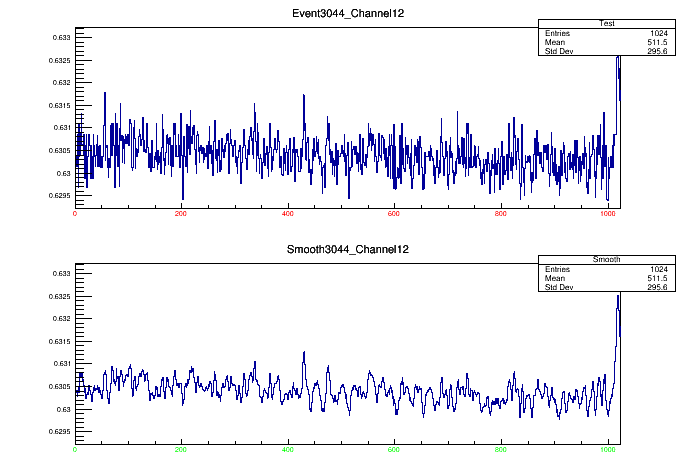 Event3044_Channel12
Test
Entries 1024
Mean 511.5
Std Dev 295.6
0.633
0.6325
0.632
0.6315
0.631
0.6305
0.63
0.6295
0 200 400 600 800 1000
Smooth3044_Channel12
Smooth
Entries 1024
Mean 511.5
Std Dev 295.6
0.633
0.6325
0.632
0.6315
0.631
0.6305
0.63
0.6295
0 200 400 600 800 1000